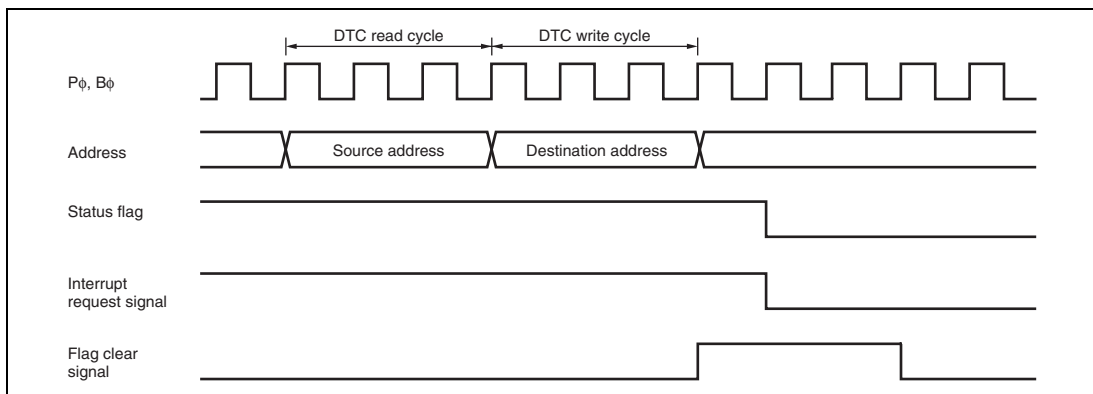 DTC read cycle DTC write cycle
Pϕ, Bϕ
Address
Source address Destination address
Status flag
Interrupt
request signal
Flag clear
signal